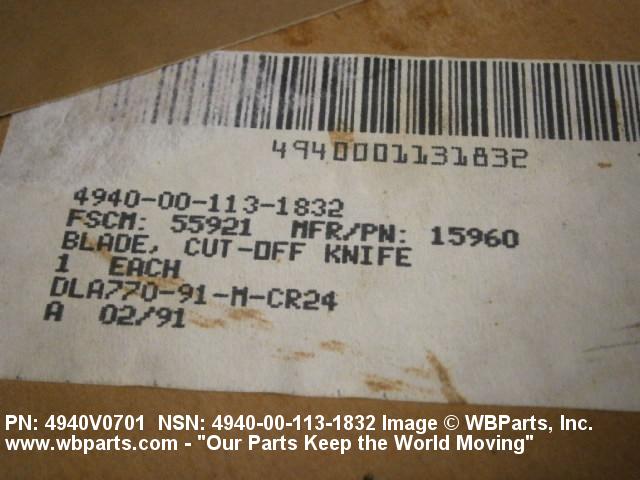 4940001131832
4940-00-113-1832
FSCM: 55921 MFR/PN: 15960
BLADE, CUT-OFF KNIFE
1 EACH
DLA770-91-M-CR24
A 02/91
PN: 4940V0701 NSN: 4940-00-113-1832 Image © WBParts, Inc.
www.wbparts.com - "Our Parts Keep the World Moving"